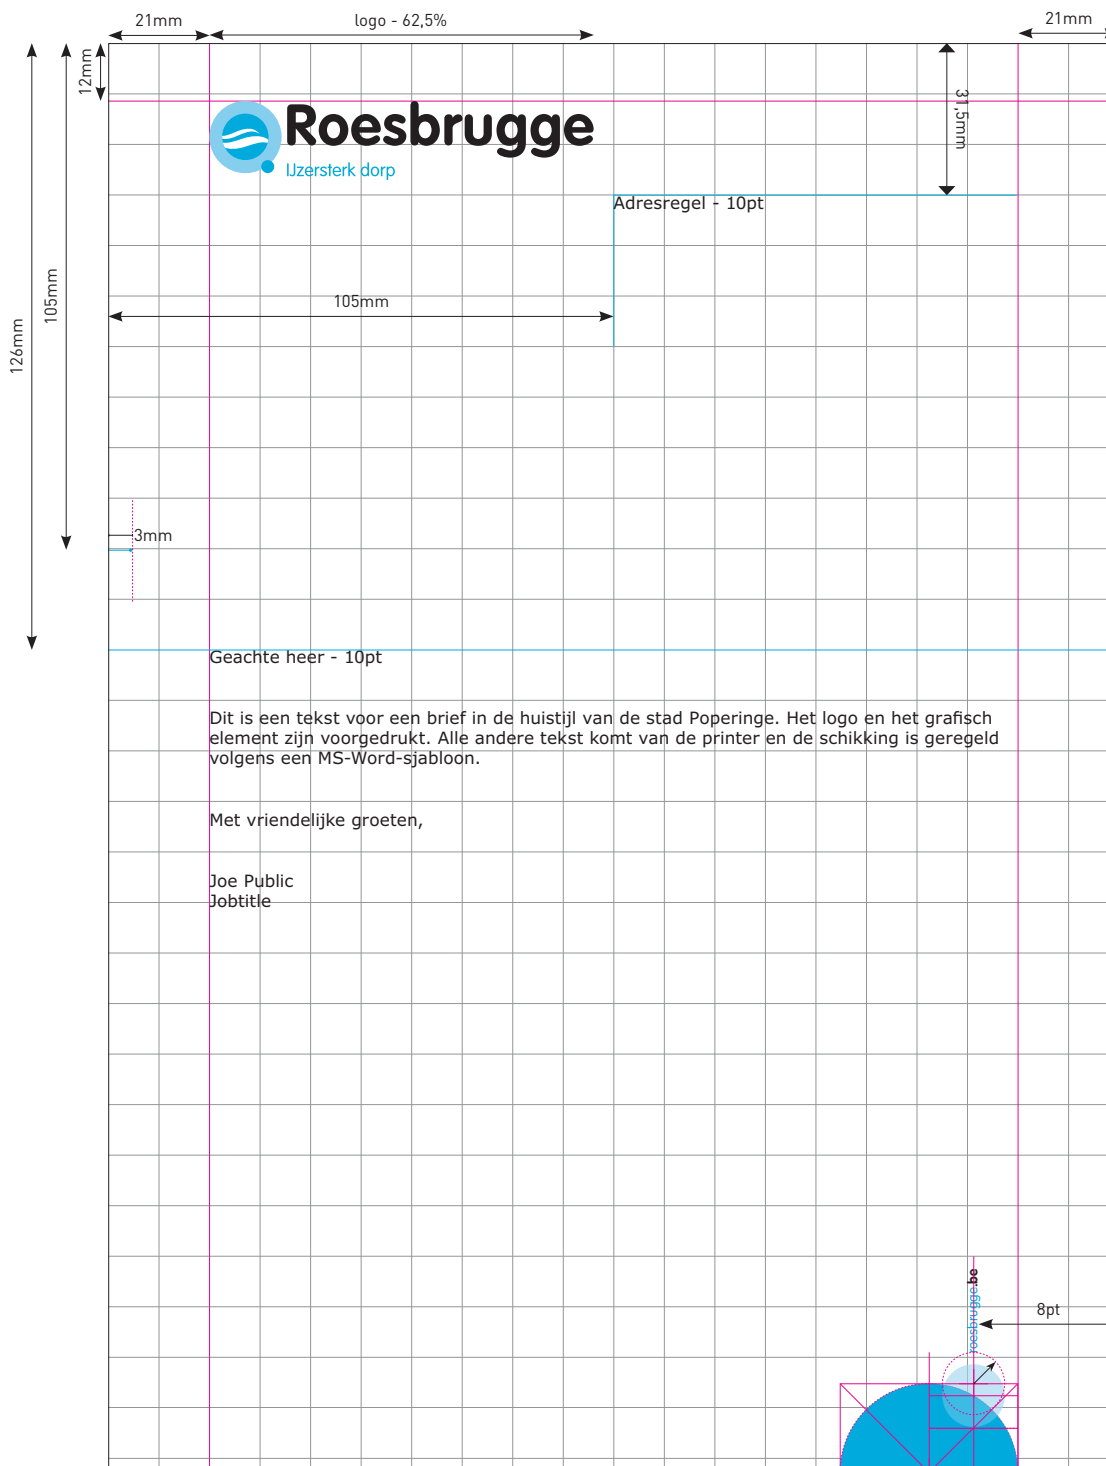 21mm
logo - 62,5%
21mm
12mm
31,5mm
Roesbrugge
IJzersterk dorp
Adresregel - 10pt
105mm
105mm
126mm
3mm
Geachte heer - 10pt
Dit is een tekst voor een brief in de huistijl van de stad Poperinge. Het logo en het grafisch
element zijn voorgedrukt. Alle andere tekst komt van de printer en de schikking is geregeld
volgens een MS-Word-sjabloon.
Met vriendelijke groeten,
Joe Public
Jobtitle
roesbrugge.be
8pt